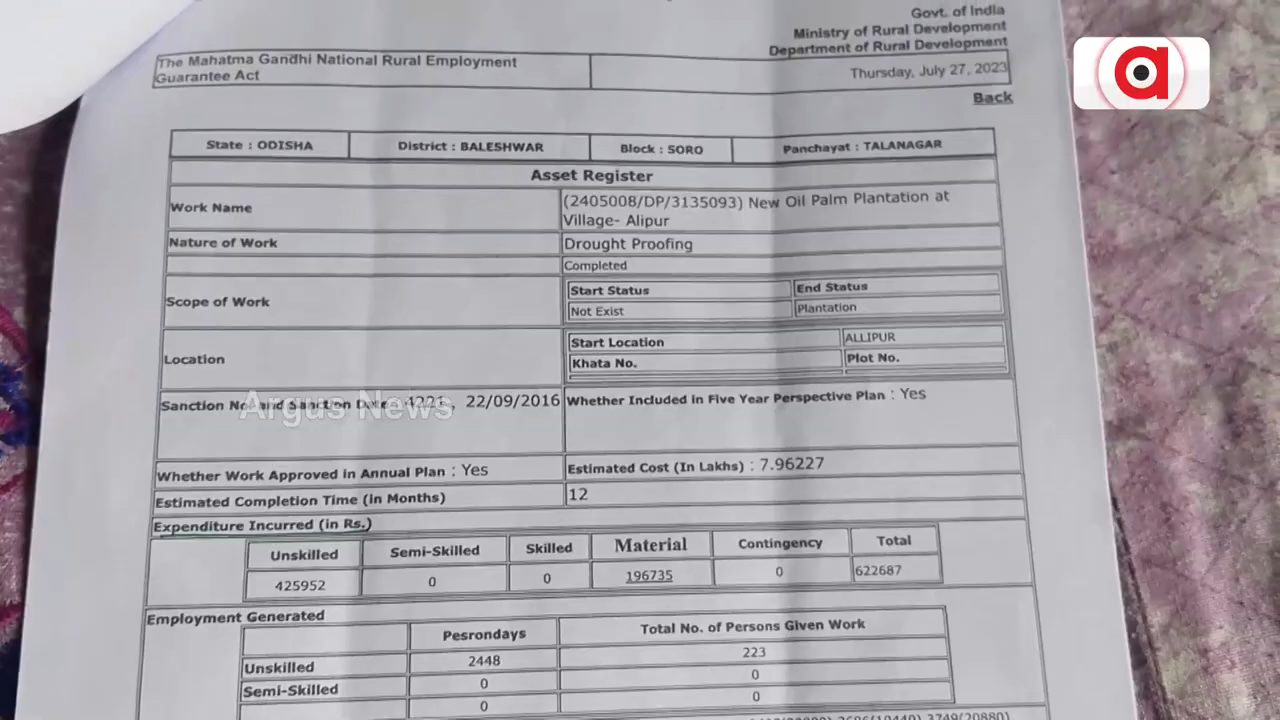 Govt. of India
Ministry of Rural Development
Department of Rural Development
The Mahatma Gandhi National Rural Employment
Guarantee Act
Thursday, July 27, 2023
Back
State : ODISHA District : BALESHWAR Block : SORO Panchayat : TALANAGAR
Asset Register
Work Name (2405008/DP/3135093) New Oil Palm Plantation at
Village- Alipur
Nature of Work Drought Proofing
Completed
Scope of Work
Start Status End Status
Not Exist Plantation
Location
Start Location ALLIPUR
Khata No. Plot No.
Sanction No. and Sanction Date 4221 , 22/09/2016 Whether Included in Five Year Perspective Plan : Yes
Argus News
Whether Work Approved in Annual Plan : Yes Estimated Cost (In Lakhs) : 7.96227
Estimated Completion Time (in Months) 12
Expenditure Incurred (in Rs.)
Unskilled Semi-Skilled Skilled Material Contingency Total
425952 0 0 196735 0 622687
Employment Generated
Pesrondays Total No. of Persons Given Work
Unskilled 2448 223
Semi-Skilled 0 0
0 0
a